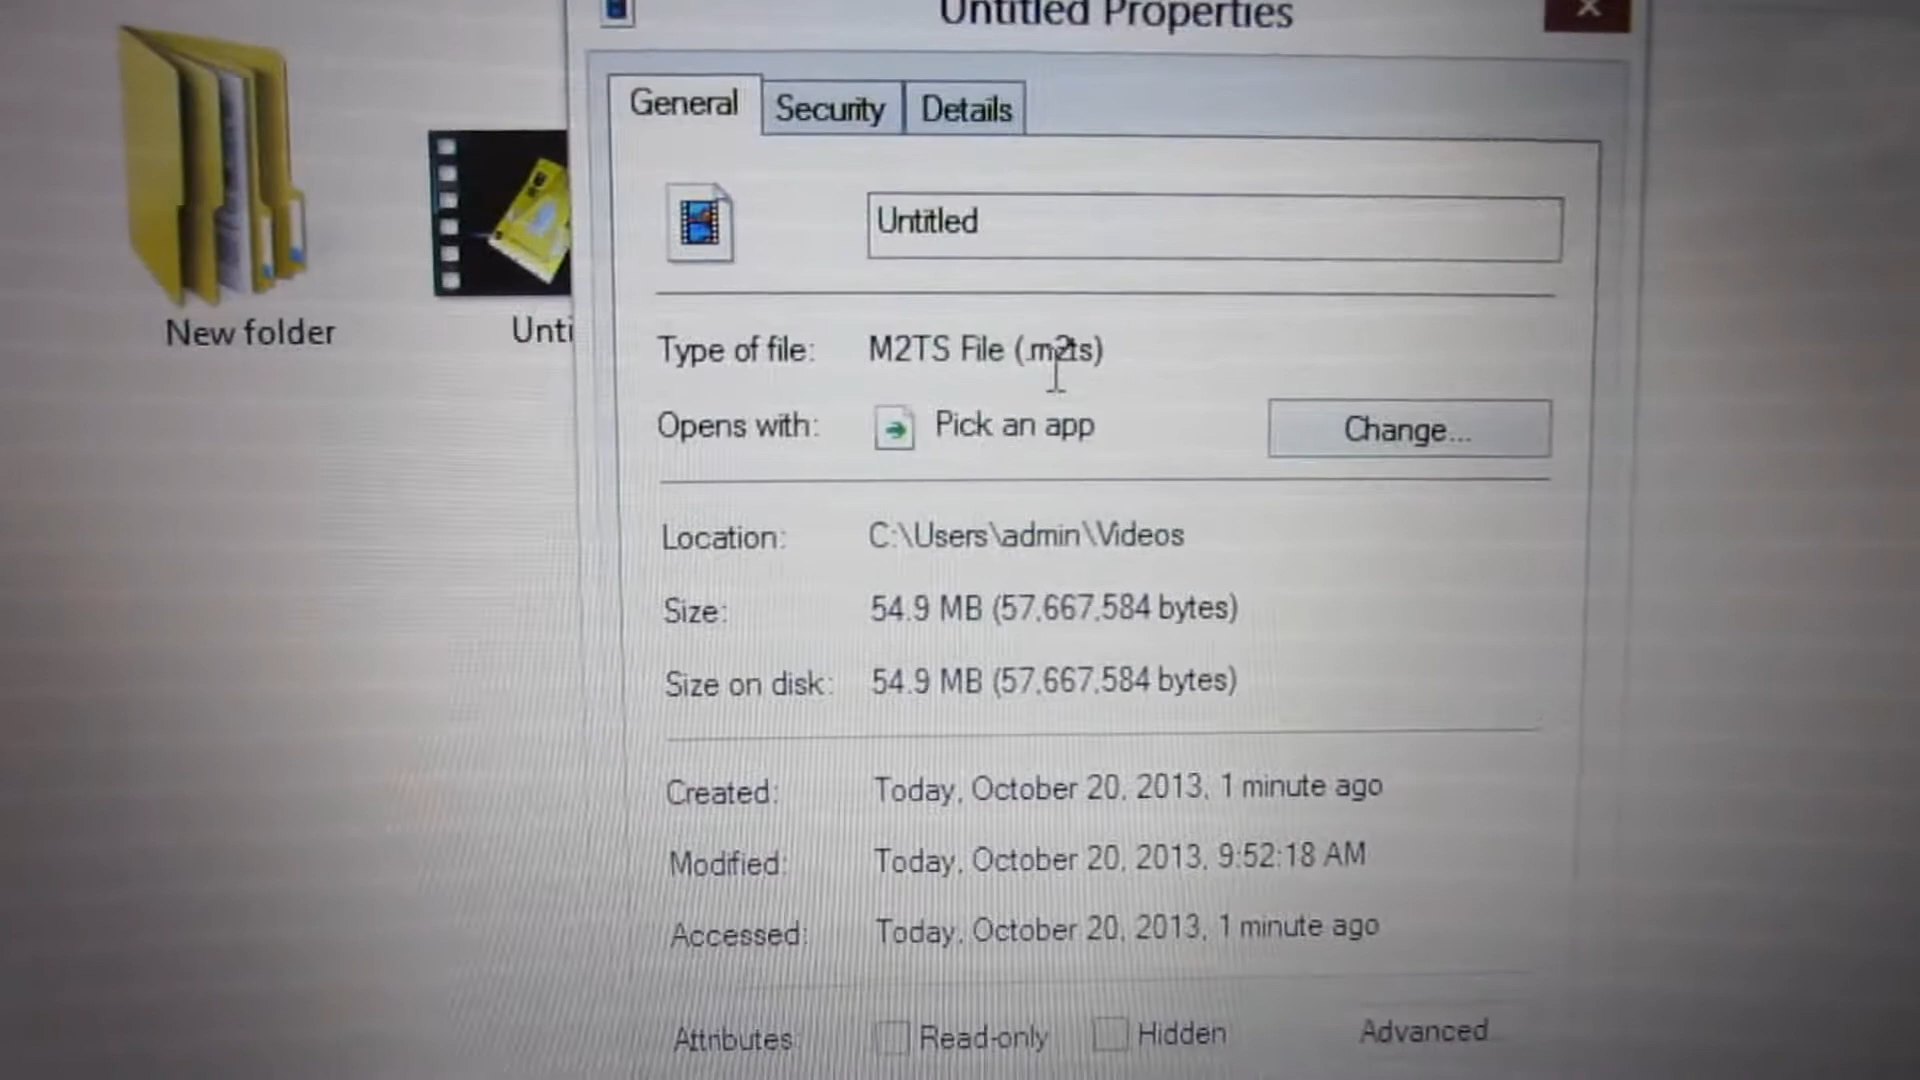 Untitled Properties
General Security Details
Untitled
Type of file: M2TS File (.m2ts)
Opens with: Pick an app Change...
Location: C:\Users\admin\Videos
Size: 54.9 MB (57,667,584 bytes)
Size on disk: 54.9 MB (57,667,584 bytes)
Created: Today, October 20, 2013, 1 minute ago
Modified: Today, October 20, 2013, 9:52:18 AM
Accessed: Today, October 20, 2013, 1 minute ago
Attributes: Read-only Hidden Advanced...
New folder
Unti